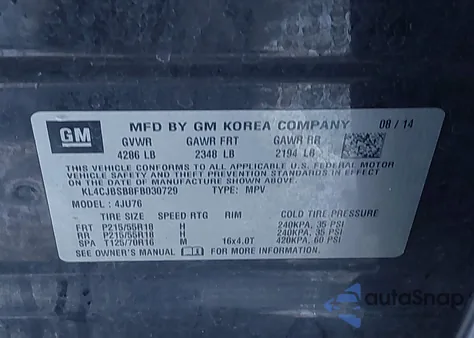 GM
MFD BY GM KOREA COMPANY 08/14
GVWR GAWR FRT GAWR RR
4286 LB 2348 LB 2194 LB
THIS VEHICLE CONFORMS TO ALL APPLICABLE U.S. FEDERAL MOTOR
VEHICLE SAFETY AND THEFT PREVENTION STANDARDS IN EFFECT
ON THE DATE OF MANUFACTURE SHOWN ABOVE.
KL4CJBSB8FB030729 TYPE: MPV
MODEL: 4JU76
TIRE SIZE SPEED RTG RIM COLD TIRE PRESSURE
FRT P215/55R18 H 240KPA, 35 PSI
RR P215/55R18 H 240KPA, 35 PSI
SPA T125/70R16 M 16x4.0T 420KPA, 60 PSI
SEE OWNER'S MANUAL FOR MORE INFORMATION.
autoSnap